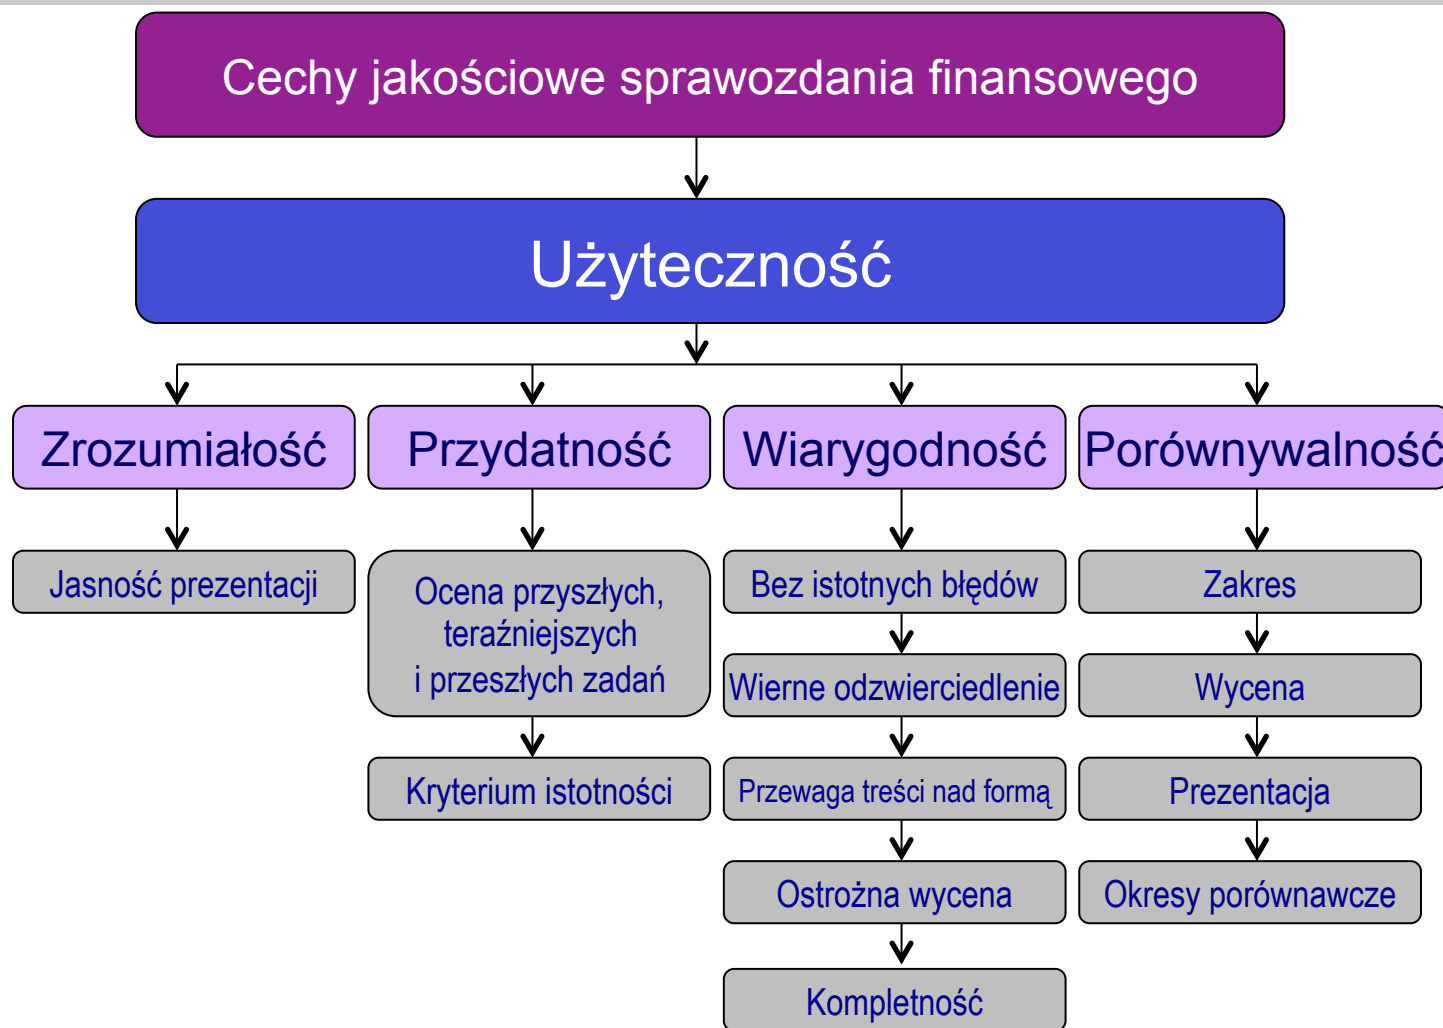 Cechy jakościowe sprawozdania finansowego
Użyteczność
Zrozumiałość
Przydatność
Wiarygodność
Porównywalność
Jasność prezentacji
Ocena przyszłych,
teraźniejszych
i przeszłych zadań
Kryterium istotności
Bez istotnych błędów
Wierne odzwierciedlenie
Przewaga treści nad formą
Ostrożna wycena
Kompletność
Zakres
Wycena
Prezentacja
Okresy porównawcze